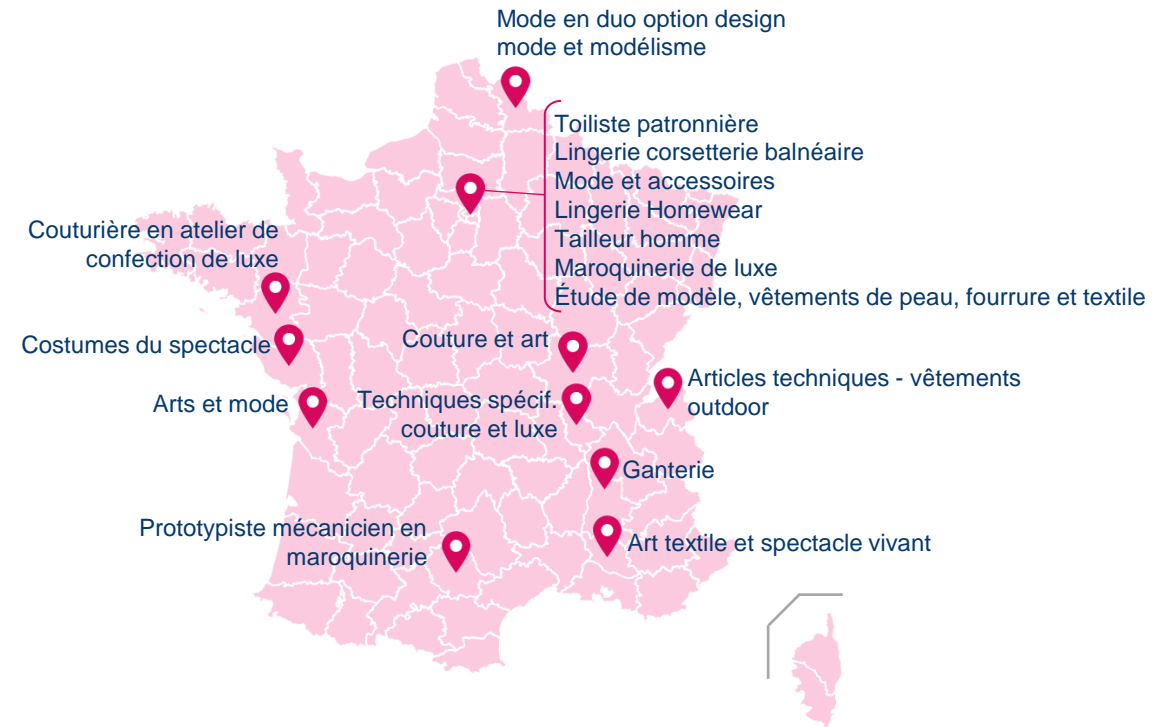 Mode en duo option design
mode et modélisme
Toiliste patronnière
Lingerie corsetterie balnéaire
Mode et accessoires
Lingerie Homewear
Tailleur homme
Maroquinerie de luxe
Étude de modèle, vêtements de peau, fourrure et textile
Couturière en atelier de
confection de luxe
Costumes du spectacle
Couture et art
Arts et mode
Techniques spécif.
couture et luxe
Articles techniques - vêtements
outdoor
Ganterie
Prototypiste mécanicien en
maroquinerie
Art textile et spectacle vivant